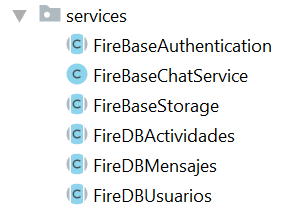 services
FireBaseAuthentication
FireBaseChatService
FireBaseStorage
FireDBActividades
FireDBMensajes
FireDBUsuarios